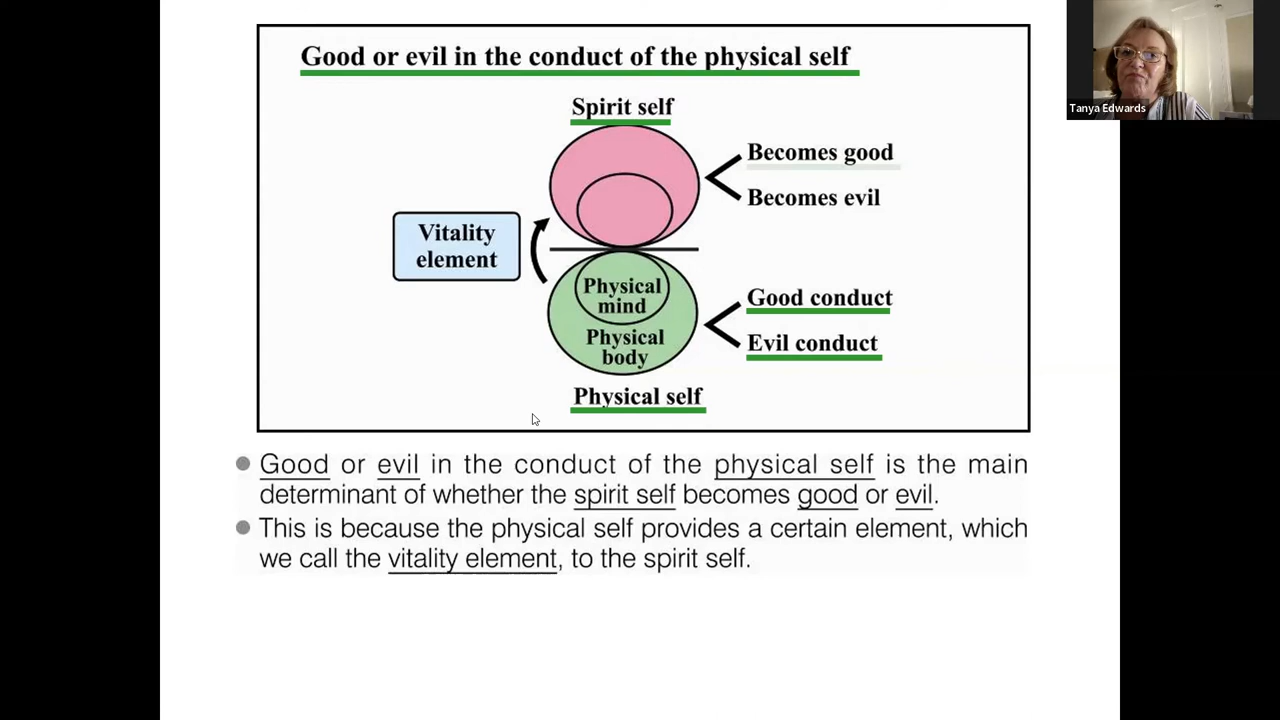 Good or evil in the conduct of the physical self
Tanya Edwards
Spirit self
Becomes good
Becomes evil
Vitality
element
Physical
mind
Physical
body
Good conduct
Evil conduct
Physical self
Good or evil in the conduct of the physical self is the main
determinant of whether the spirit self becomes good or evil.
This is because the physical self provides a certain element, which
we call the vitality element, to the spirit self.